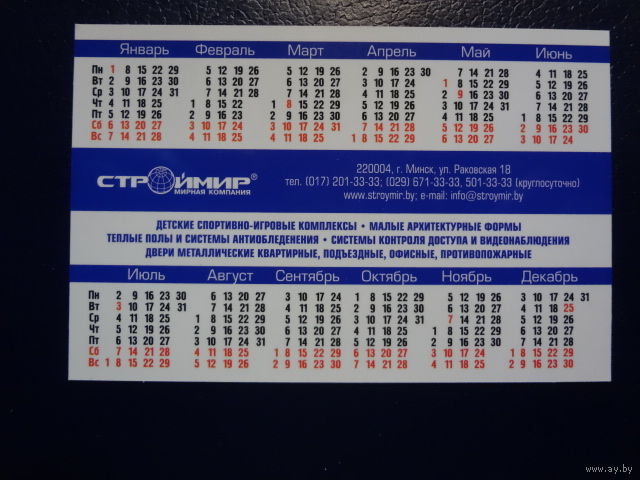 Январь Февраль Март Апрель Май Июнь
Пн 1 8 15 22 29 5 12 19 26 5 12 19 26 2 9 16 23 30 7 14 21 28 4 11 18 25
Вт 2 9 16 23 30 6 13 20 27 6 13 20 27 3 10 17 24 1 8 15 22 29 5 12 19 26
Ср 3 10 17 24 31 7 14 21 28 7 14 21 28 4 11 18 25 2 9 16 23 30 6 13 20 27
Чт 4 11 18 25 1 8 15 22 1 8 15 22 29 5 12 19 26 3 10 17 24 31 7 14 21 28
Пт 5 12 19 26 2 9 16 23 2 9 16 23 30 6 13 20 27 4 11 18 25 1 8 15 22 29
Сб 6 13 20 27 3 10 17 24 3 10 17 24 31 7 14 21 28 5 12 19 26 2 9 16 23 30
Вс 7 14 21 28 4 11 18 25 4 11 18 25 1 8 15 22 29 6 13 20 27 3 10 17 24
СТРОЙМИР®
МИРНАЯ КОМПАНИЯ
220004, г. Минск, ул. Раковская 18
тел. (017) 201-33-33; (029) 671-33-33, 501-33-33 (круглосуточно)
www.stroymir.by; e-mail: info@stroymir.by
ДЕТСКИЕ СПОРТИВНО-ИГРОВЫЕ КОМПЛЕКСЫ • МАЛЫЕ АРХИТЕКТУРНЫЕ ФОРМЫ
ТЕПЛЫЕ ПОЛЫ И СИСТЕМЫ АНТИОБЛЕДЕНЕНИЯ • СИСТЕМЫ КОНТРОЛЯ ДОСТУПА И ВИДЕОНАБЛЮДЕНИЯ
ДВЕРИ МЕТАЛЛИЧЕСКИЕ КВАРТИРНЫЕ, ПОДЪЕЗДНЫЕ, ОФИСНЫЕ, ПРОТИВОПОЖАРНЫЕ
Июль Август Сентябрь Октябрь Ноябрь Декабрь
Пн 2 9 16 23 30 6 13 20 27 3 10 17 24 1 8 15 22 29 5 12 19 26 3 10 17 24 31
Вт 3 10 17 24 31 7 14 21 28 4 11 18 25 2 9 16 23 30 6 13 20 27 4 11 18 25
Ср 4 11 18 25 1 8 15 22 29 5 12 19 26 3 10 17 24 31 7 14 21 28 5 12 19 26
Чт 5 12 19 26 2 9 16 23 30 6 13 20 27 4 11 18 25 1 8 15 22 29 6 13 20 27
Пт 6 13 20 27 3 10 17 24 31 7 14 21 28 5 12 19 26 2 9 16 23 30 7 14 21 28
Сб 7 14 21 28 4 11 18 25 1 8 15 22 29 6 13 20 27 3 10 17 24 1 8 15 22 29
Вс 1 8 15 22 29 5 12 19 26 2 9 16 23 30 7 14 21 28 4 11 18 25 2 9 16 23 30
www.ay.by